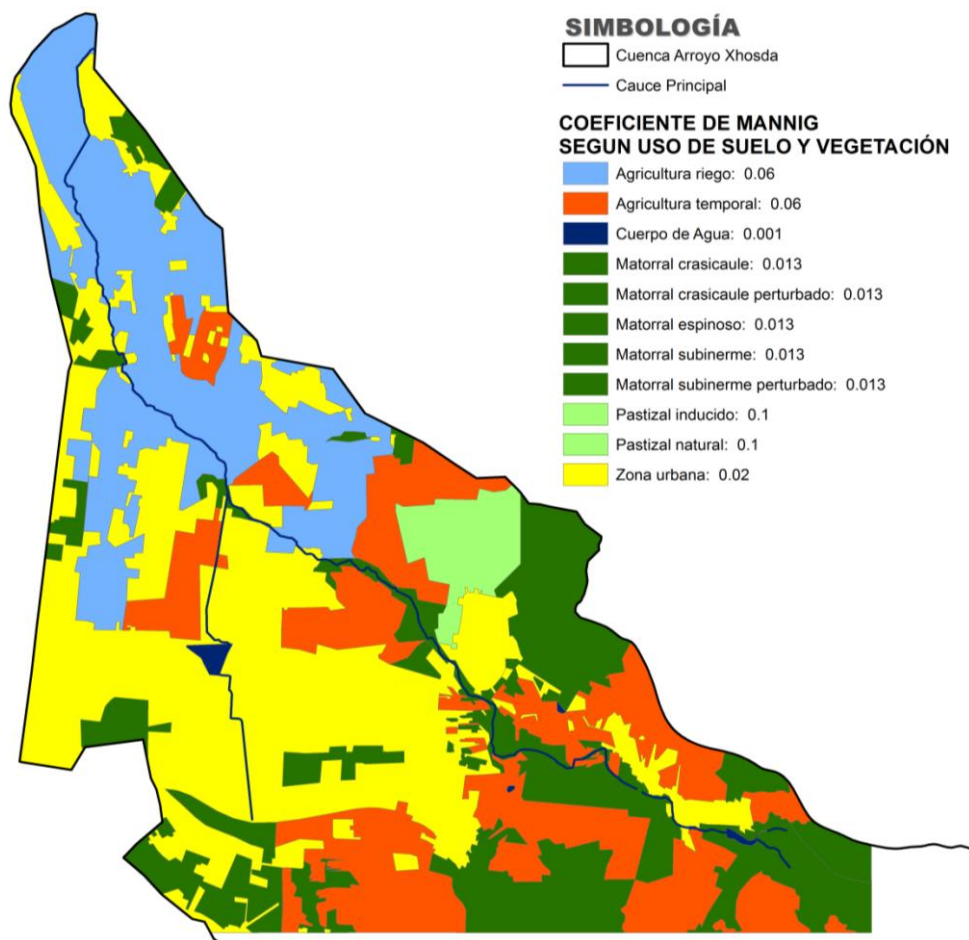 SIMBOLOGÍA
Cuenca Arroyo Xhosda
Cauce Principal
COEFICIENTE DE MANNIG
SEGUN USO DE SUELO Y VEGETACIÓN
Agricultura riego: 0.06
Agricultura temporal: 0.06
Cuerpo de Agua: 0.001
Matorral crasicaule: 0.013
Matorral crasicaule perturbado: 0.013
Matorral espinoso: 0.013
Matorral subinerme: 0.013
Matorral subinerme perturbado: 0.013
Pastizal inducido: 0.1
Pastizal natural: 0.1
Zona urbana: 0.02